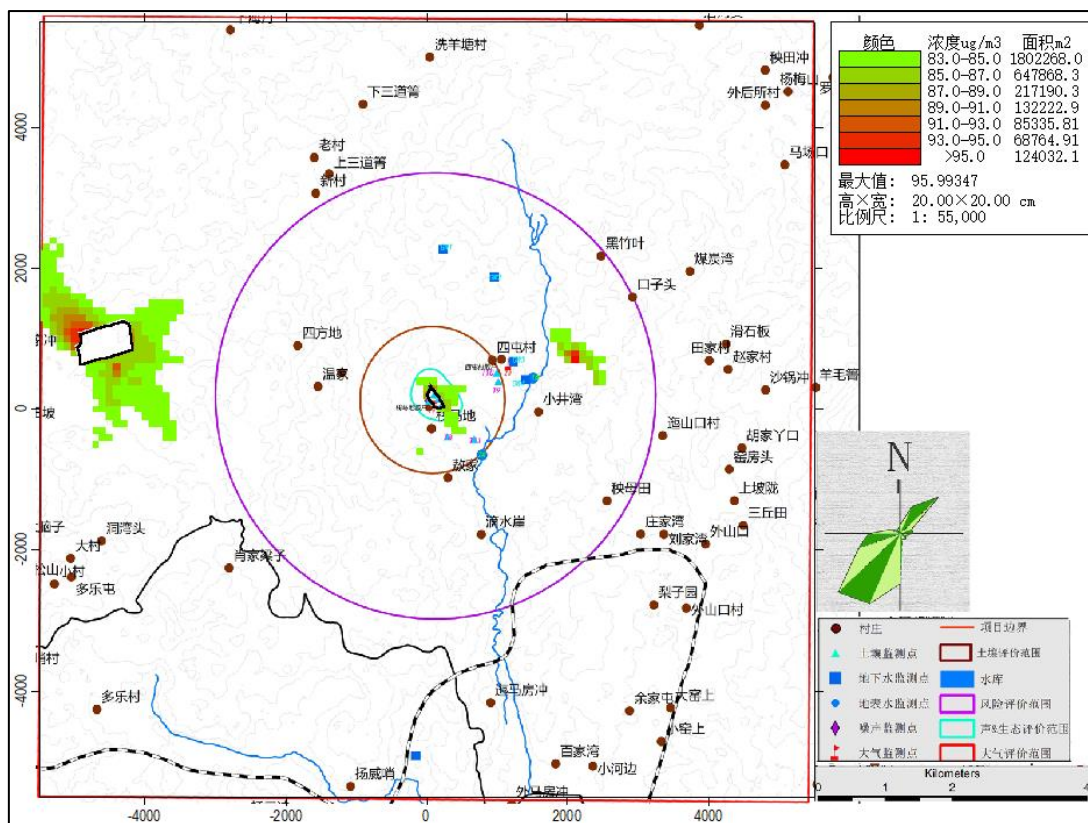 颜色 浓度ug/m3 面积m2
83.0-85.0 1802268.0
85.0-87.0 647868.3
87.0-89.0 217190.3
89.0-91.0 132222.9
91.0-93.0 85335.81
93.0-95.0 68764.91
>95.0 124032.1
最大值: 95.99347
高×宽: 20.00×20.00 cm
比例尺: 1: 55,000
洗羊塘村
秧田冲
杨梅山
外后所村
下三道箐
4000
老村
上三道箐
马场口
新村
黑竹叶
煤炭湾
2000
口子头
滑石板
四方地
四屯村
田家村
赵家村
温家
沙锅冲
羊毛箐
0
小井湾
迤山口村
胡家丫口
敖家
窑房头
秧母田
上坡陇
三丘田
滴水崖
庄家湾
外山口
刘家湾
洞湾头
大村
-2000
肖家梁子
松山小村
多乐屯
梨子园
外山口村
多乐村
-4000
余家屯
大窑上
小窑上
百家湾
小河边
扬威哨
外马房冲
-4000 -2000 0 2000 4000
N
村庄 项目边界
土壤监测点 土壤评价范围
地下水监测点 水库
地表水监测点 风险评价范围
噪声监测点 声&生态评价范围
大气监测点 大气评价范围
Kilometers
0 1 2 4